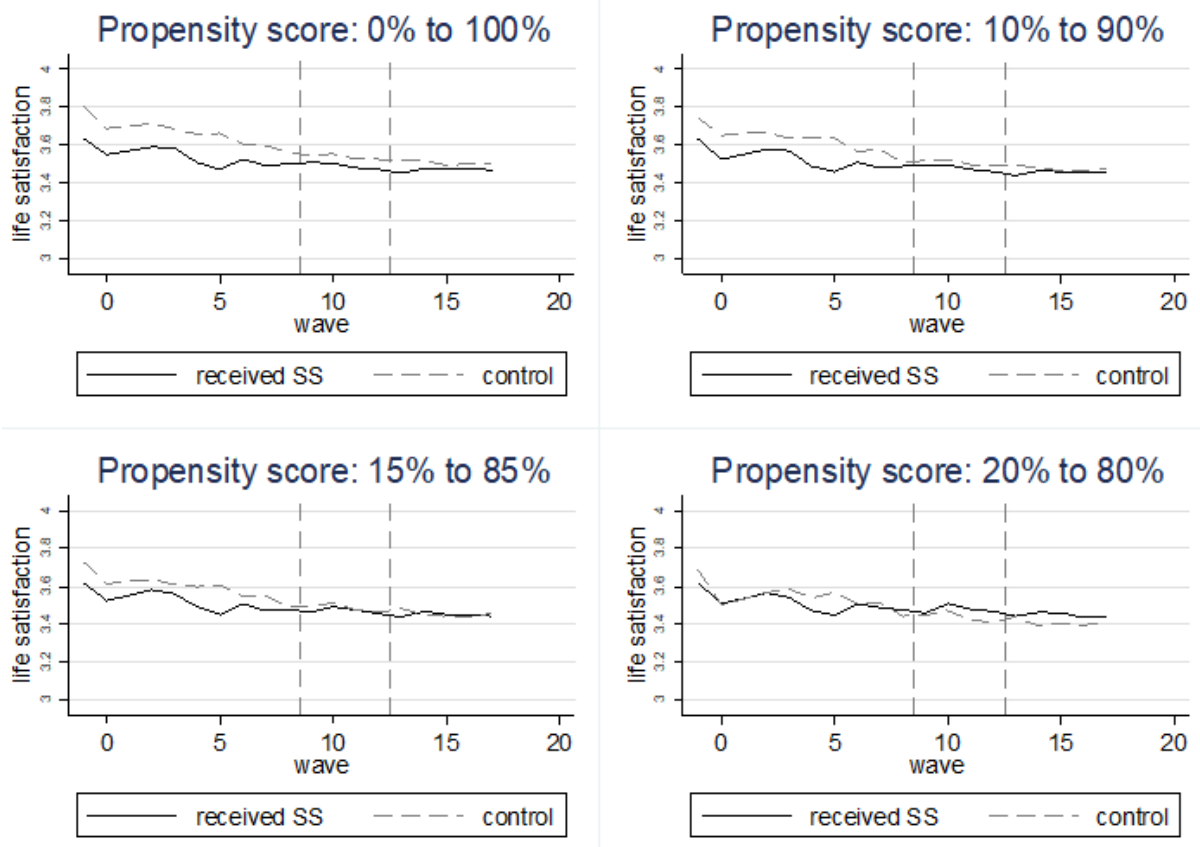 Propensity score: 0% to 100%
life satisfaction
4
3.8
3.6
3.4
3.2
3
0 5 10 15 20
wave
received SS control
Propensity score: 10% to 90%
life satisfaction
4
3.8
3.6
3.4
3.2
3
0 5 10 15 20
wave
received SS control
Propensity score: 15% to 85%
life satisfaction
4
3.8
3.6
3.4
3.2
3
0 5 10 15 20
wave
received SS control
Propensity score: 20% to 80%
life satisfaction
4
3.8
3.6
3.4
3.2
3
0 5 10 15 20
wave
received SS control